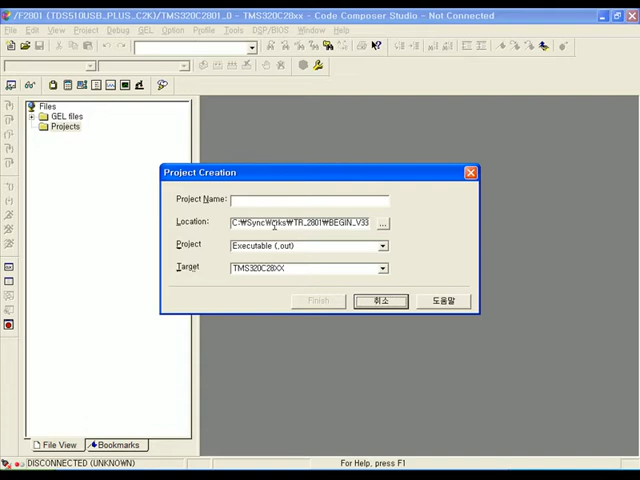 /F2801 (TDS510USB_PLUS_C2K)/TMS320C2801_0 - TMS320C28xx - Code Composer Studio - Not Connected
File Edit View Project Debug GEL Option Profile Tools DSP/BIOS Window Help
Files
GEL files
Projects
Project Creation
Project Name:
Location: C:₩SyncWorks₩TR_2801₩BEGIN_V33 ...
Project Executable (.out)
Target TMS320C28XX
Finish 취소 도움말
File View Bookmarks
DISCONNECTED (UNKNOWN) For Help, press F1